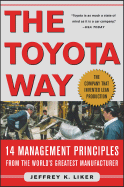 THE
TOYOTA
WAY
THE
COMPANY THAT
INVENTED LEAN
PRODUCTION
14 MANAGEMENT
PRINCIPLES
FROM THE WORLD'S GREATEST
MANUFACTURER
JEFFREY K. LIKER